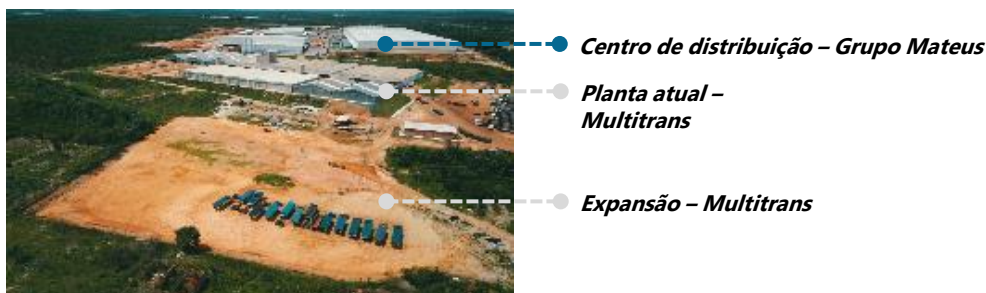 Centro de distribuição – Grupo Mateus
Planta atual –
Multitrans
Expansão – Multitrans